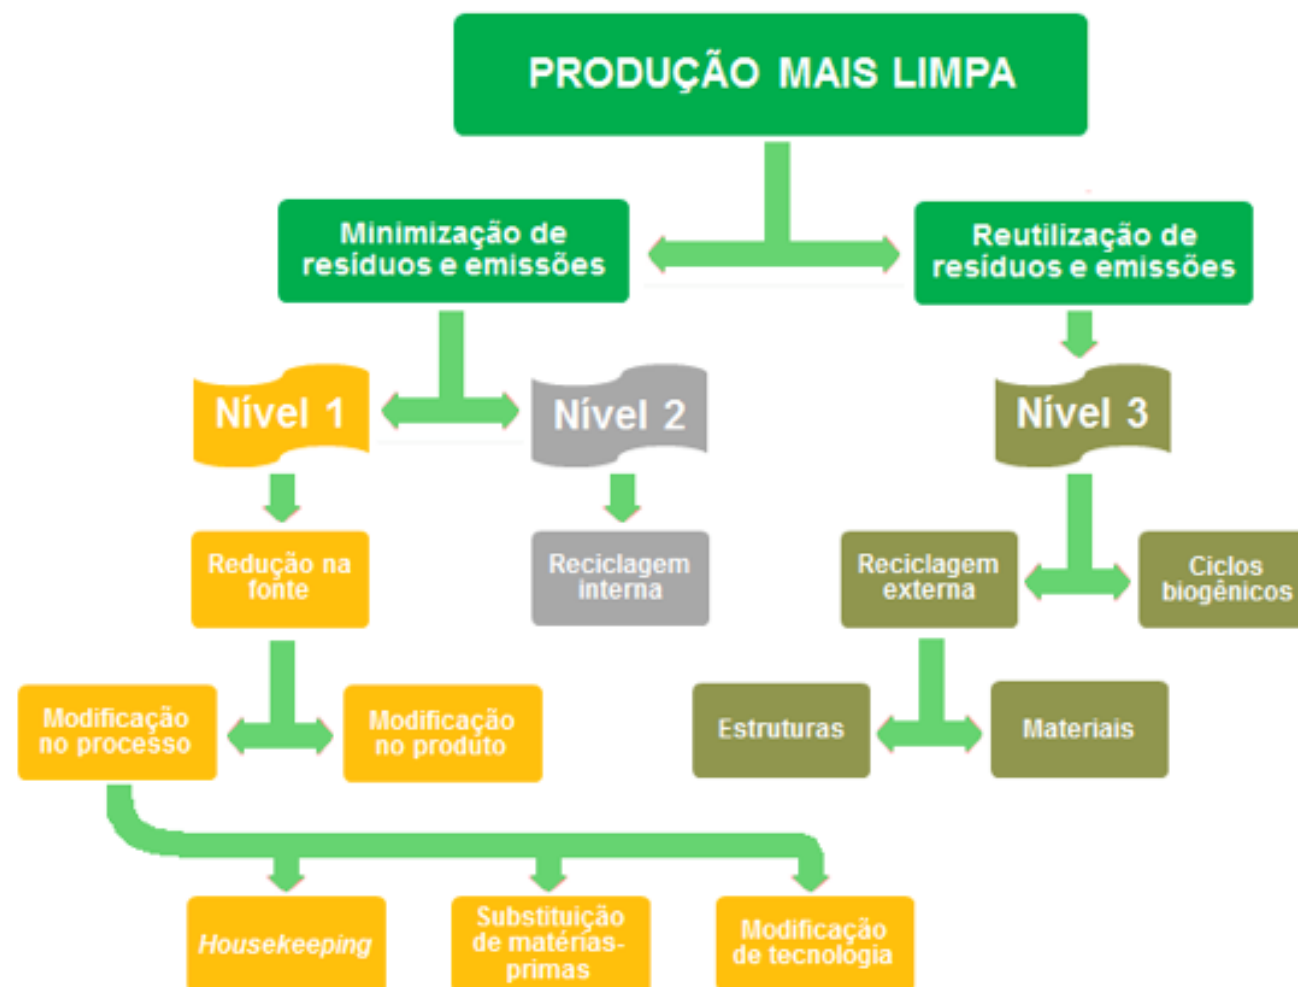 PRODUÇÃO MAIS LIMPA
Minimização de
resíduos e emissões
Reutilização de
resíduos e emissões
Nível 1
Nível 2
Nível 3
Redução na
fonte
Reciclagem
interna
Reciclagem
externa
Ciclos
biogênicos
Modificação
no processo
Modificação
no produto
Estruturas
Materiais
Housekeeping
Substituição
de matérias-
primas
Modificação
de tecnologia